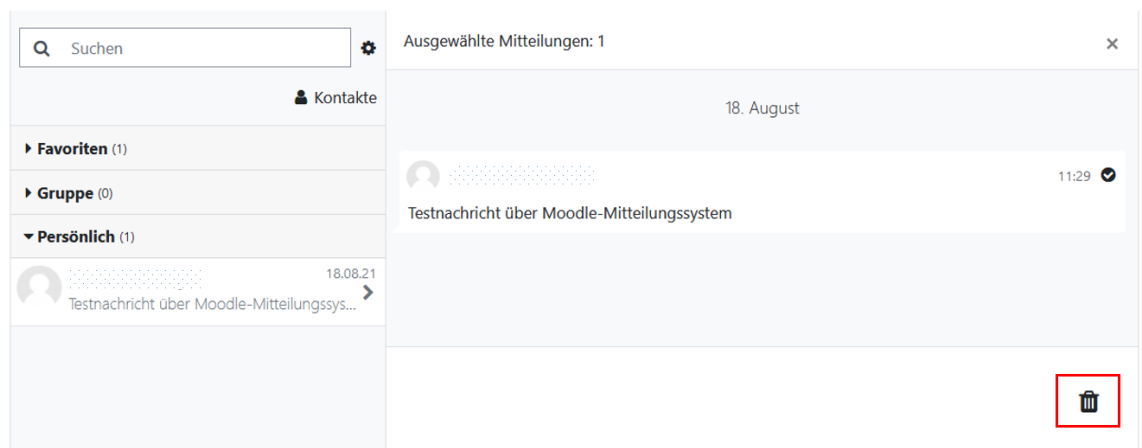 Suchen
Kontakte
Favoriten (1)
Gruppe (0)
Persönlich (1)
18.08.21
Testnachricht über Moodle-Mitteilungssys...
Ausgewählte Mitteilungen: 1
18. August
11:29
Testnachricht über Moodle-Mitteilungssystem